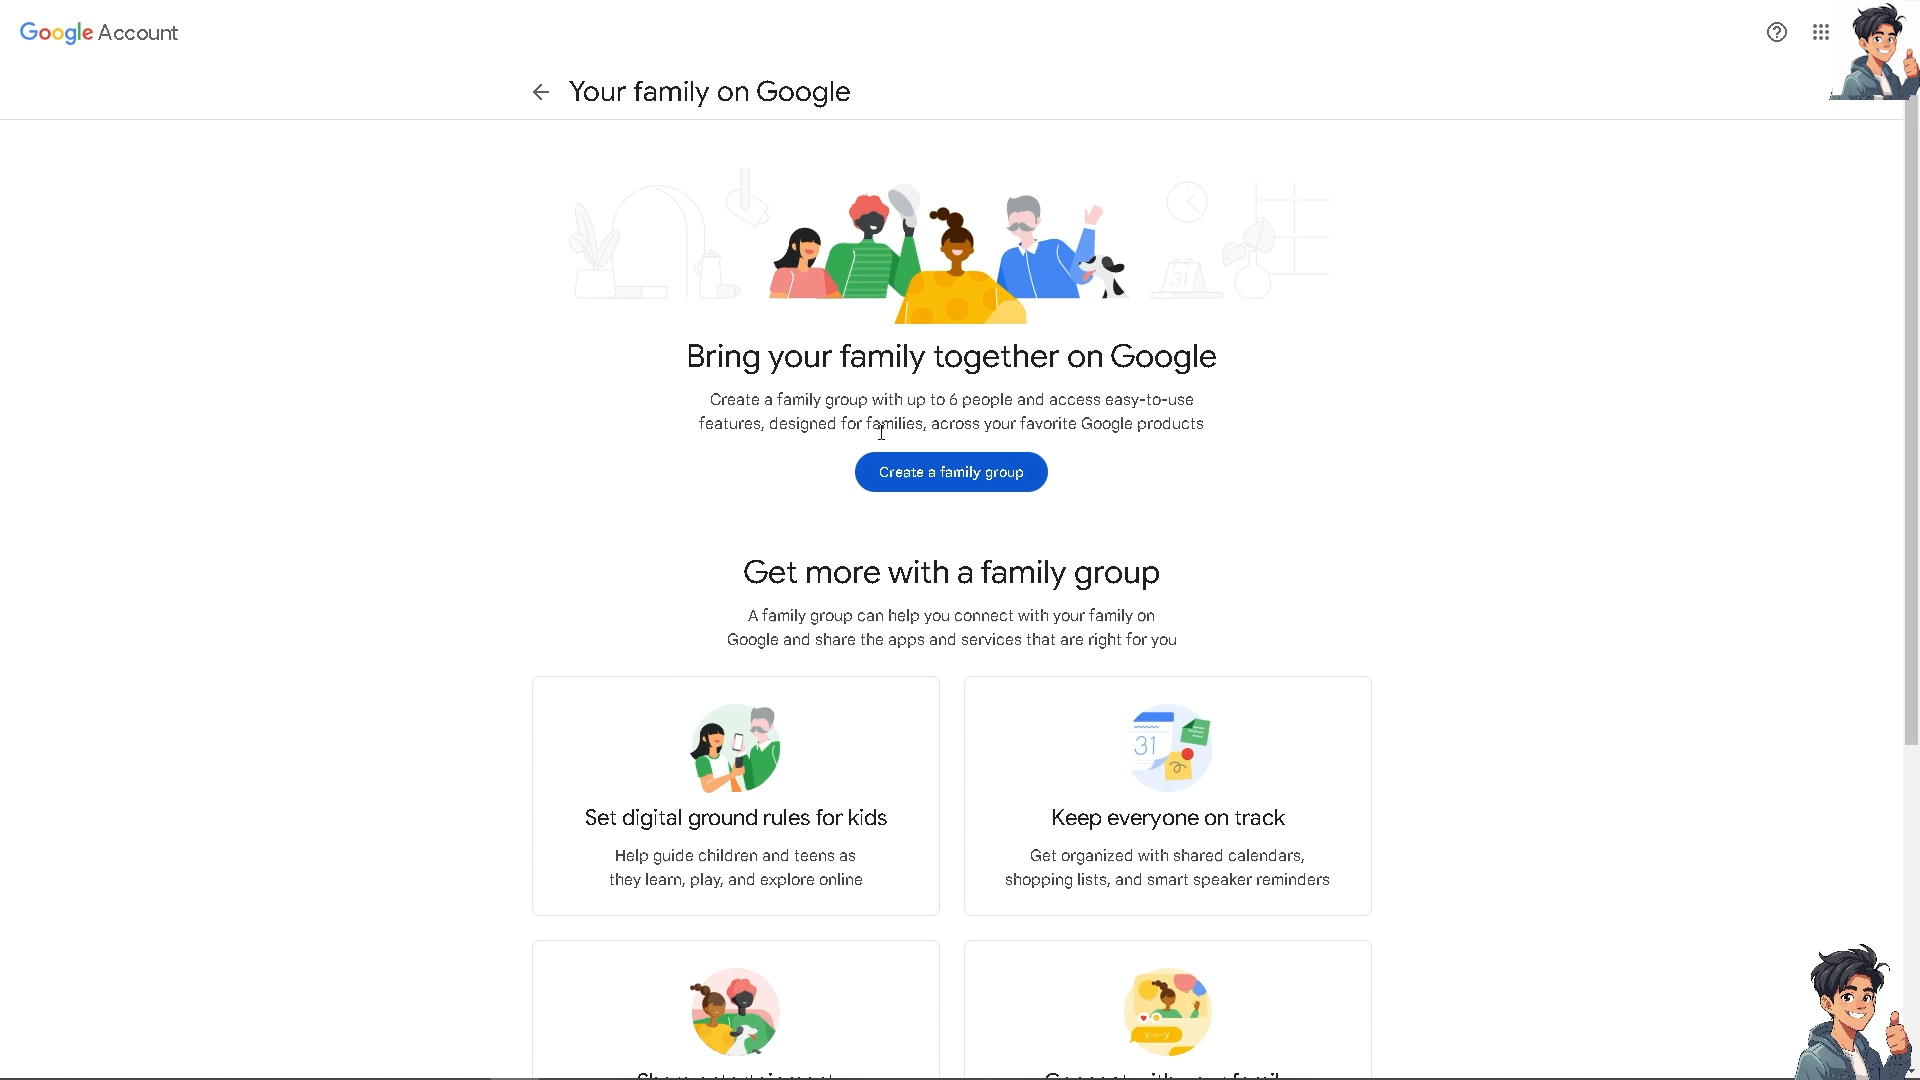 Google Account
Your family on Google
Bring your family together on Google
Create a family group with up to 6 people and access easy-to-use
features, designed for families, across your favorite Google products
Create a family group
Get more with a family group
A family group can help you connect with your family on
Google and share the apps and services that are right for you
31
Set digital ground rules for kids
Help guide children and teens as
they learn, play, and explore online
31
Keep everyone on track
Get organized with shared calendars,
shopping lists, and smart speaker reminders